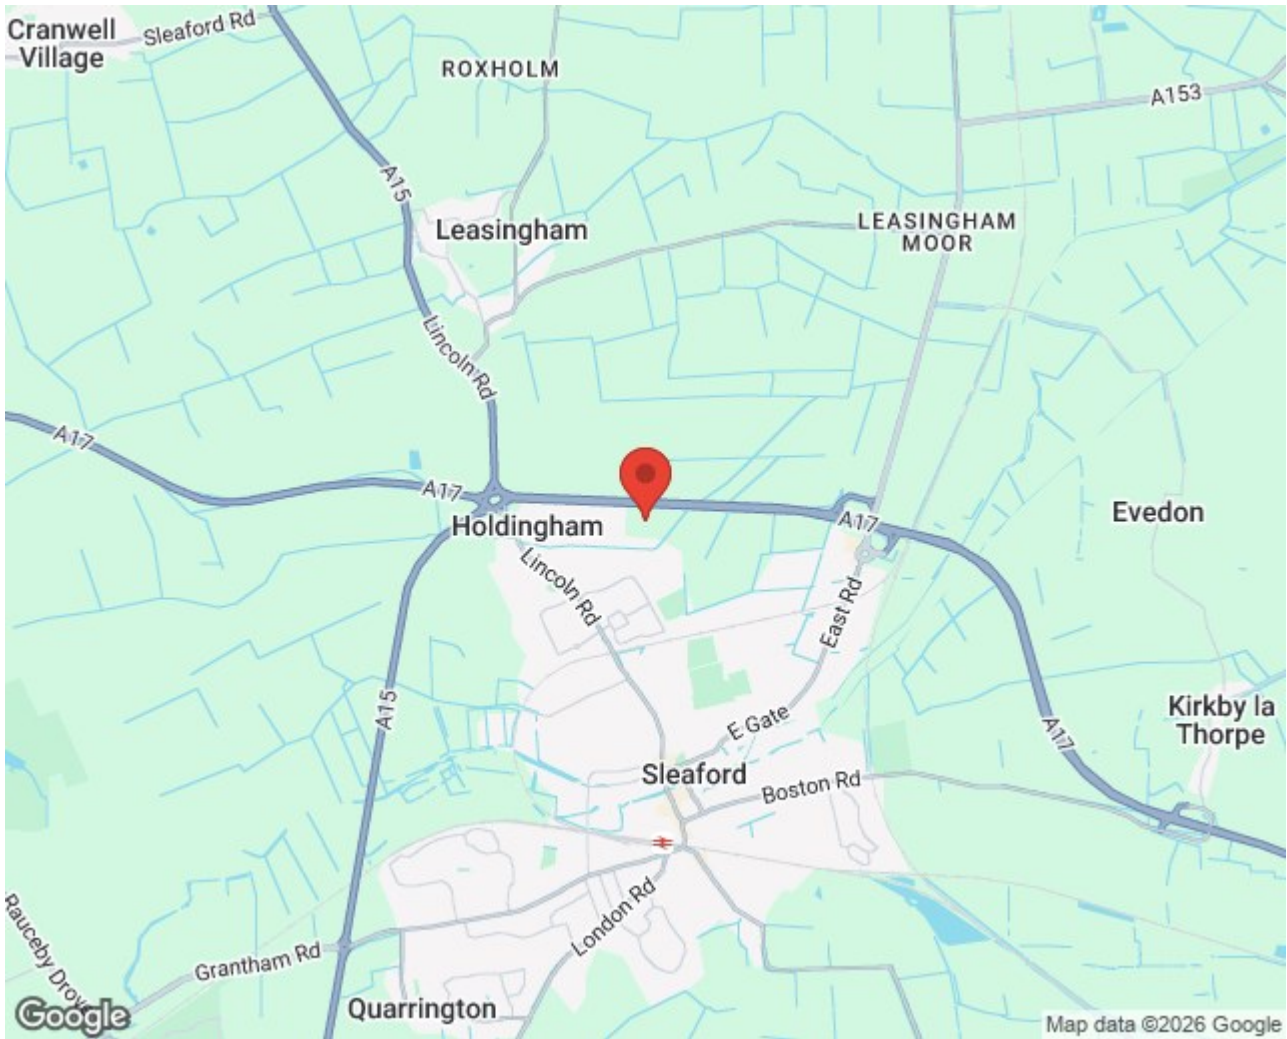 Cranwell
Village
Sleaford Rd
ROXHOLM
A153
A15
Leasingham
LEASINGHAM
MOOR
Lincoln Rd
A17
A17
A17
Holdingham
Evedon
Lincoln Rd
East Rd
A15
E Gate
Kirkby la
Thorpe
A17
Sleaford
Boston Rd
London Rd
Rauceby Drove
Grantham Rd
Quarrington
Google
Map data ©2026 Google